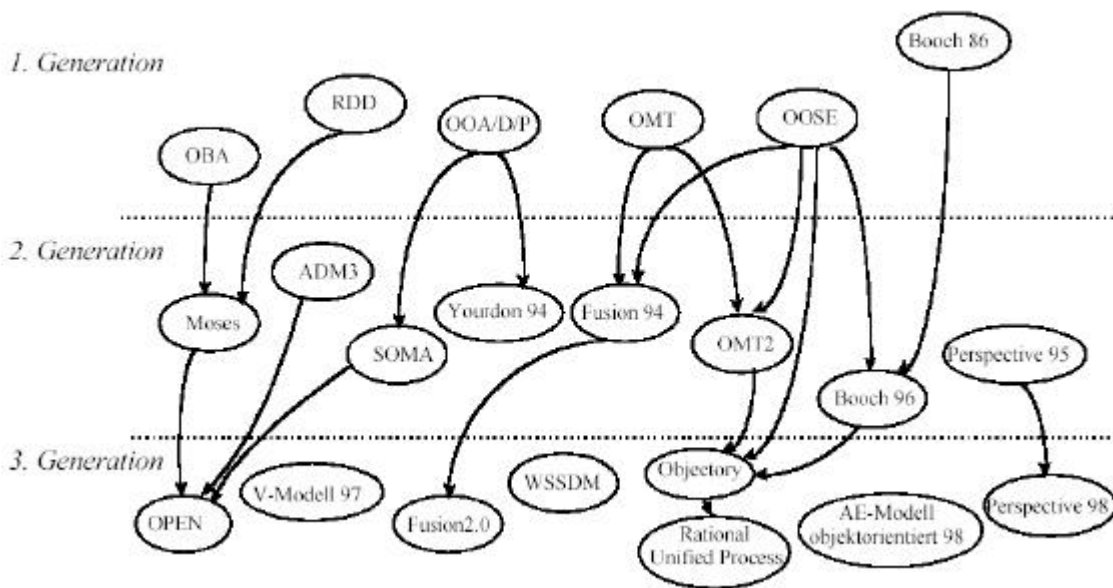 1. Generation
Booch 86
RDD
OOA/D/P
OMT
OOSE
OBA
2. Generation
ADM3
Moses
Yourdon 94
Fusion 94
SOMA
OMT2
Perspective 95
Booch 96
3. Generation
V-Modell 97
WSSDM
Objectory
OPEN
Fusion2.0
Rational
Unified Process
AE-Modell
objektorientiert 98
Perspective 98